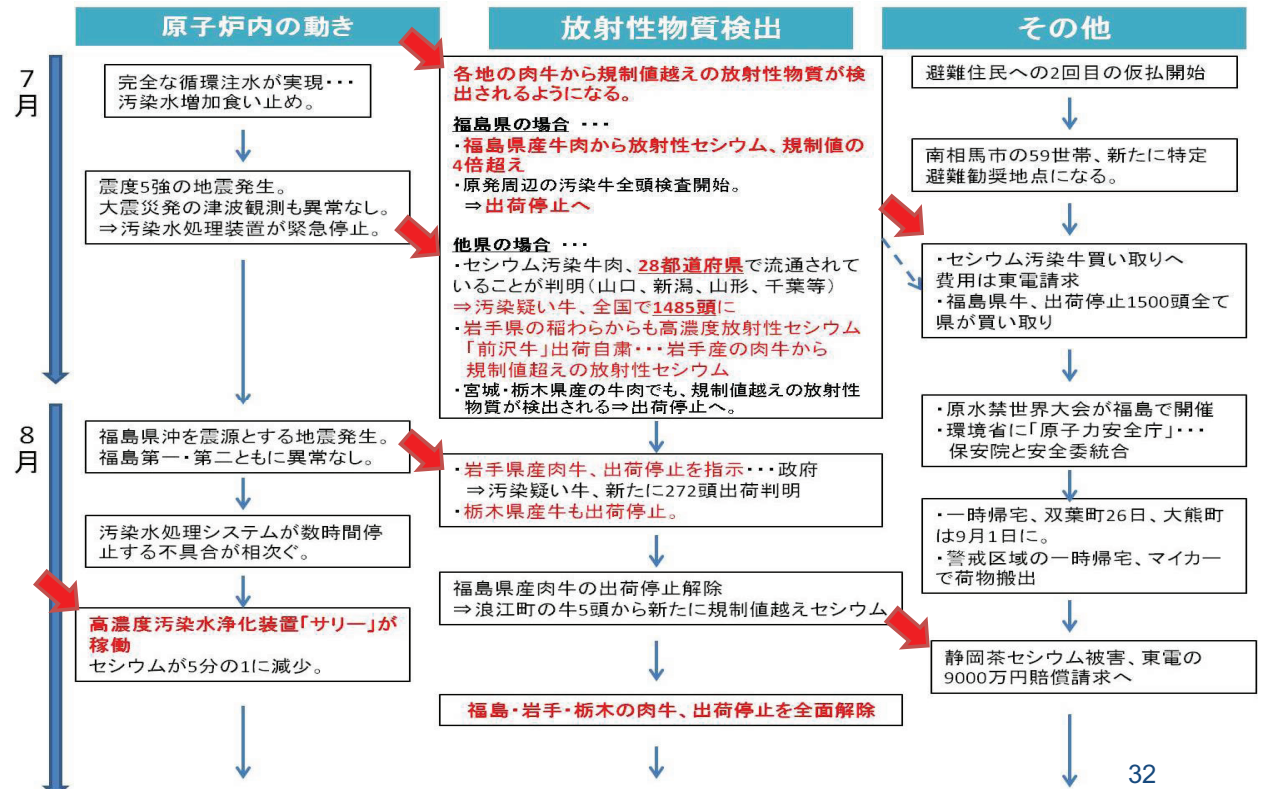 原子炉内の動き
放射性物質検出
その他
7
月
完全な循環注水が実現･･･
汚染水増加食い止め。
震度5強の地震発生。
大震災発の津波観測も異常なし。
⇒汚染水処理装置が緊急停止。
各地の肉牛から規制値越えの放射性物質が検
出されるようになる。
福島県の場合 ･･･
･福島県産牛肉から放射性セシウム、規制値の
4倍超え
･原発周辺の汚染牛全頭検査開始。
⇒出荷停止へ
他県の場合 ･･･
･セシウム汚染牛肉、28都道府県で流通されて
いることが判明(山口、新潟、山形、千葉等)
⇒汚染疑い牛、全国で1485頭に
･岩手県の稲わらからも高濃度放射性セシウム
「前沢牛」出荷自粛･･･岩手産の肉牛から
規制値超えの放射性セシウム
･宮城･栃木県産の牛肉でも、規制値越えの放射性
物質が検出される⇒出荷停止へ。
避難住民への2回目の仮払開始
南相馬市の59世帯、新たに特定
避難勧奨地点になる。
･セシウム汚染牛買い取りへ
費用は東電請求
･福島県牛、出荷停止1500頭全て
県が買い取り
8
月
福島県沖を震源とする地震発生。
福島第一･第二ともに異常なし。
汚染水処理システムが数時間停
止する不具合が相次ぐ。
高濃度汚染水浄化装置「サリー」が
稼働
セシウムが5分の1に減少。
･岩手県産肉牛、出荷停止を指示･･･政府
⇒汚染疑い牛、新たに272頭出荷判明
･栃木県産牛も出荷停止。
福島県産肉牛の出荷停止解除
⇒浪江町の牛5頭から新たに規制値越えセシウム
福島･岩手･栃木の肉牛、出荷停止を全面解除
･原水禁世界大会が福島で開催
･環境省に「原子力安全庁」･･･
保安院と安全委統合
･一時帰宅、双葉町26日、大熊町
は9月1日に。
･警戒区域の一時帰宅、マイカー
で荷物搬出
静岡茶セシウム被害、東電の
9000万円賠償請求へ
32